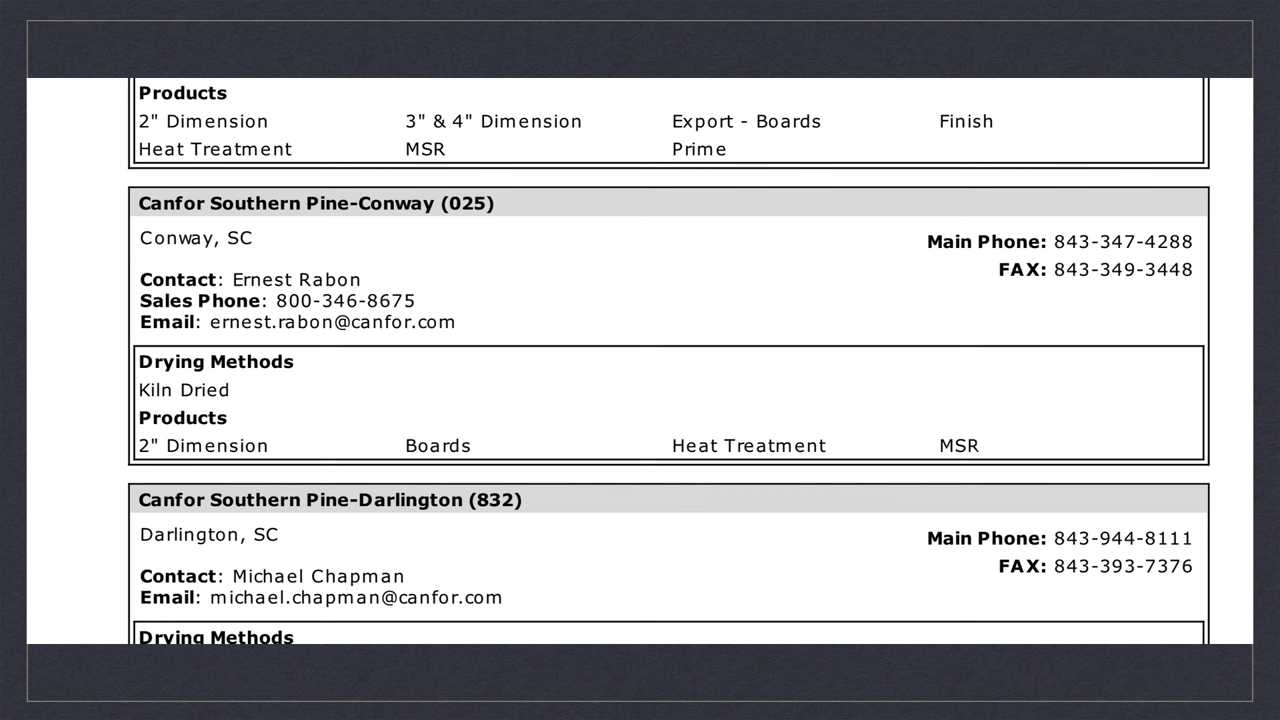 Products
2" Dimension 3" & 4" Dimension Export - Boards Finish
Heat Treatment MSR Prime
Canfor Southern Pine-Conway (025)
Conway, SC
Main Phone: 843-347-4288
FAX: 843-349-3448
Contact: Ernest Rabon
Sales Phone: 800-346-8675
Email: ernest.rabon@canfor.com
Drying Methods
Kiln Dried
Products
2" Dimension Boards Heat Treatment MSR
Canfor Southern Pine-Darlington (832)
Darlington, SC
Main Phone: 843-944-8111
FAX: 843-393-7376
Contact: Michael Chapman
Email: michael.chapman@canfor.com
Drying Methods